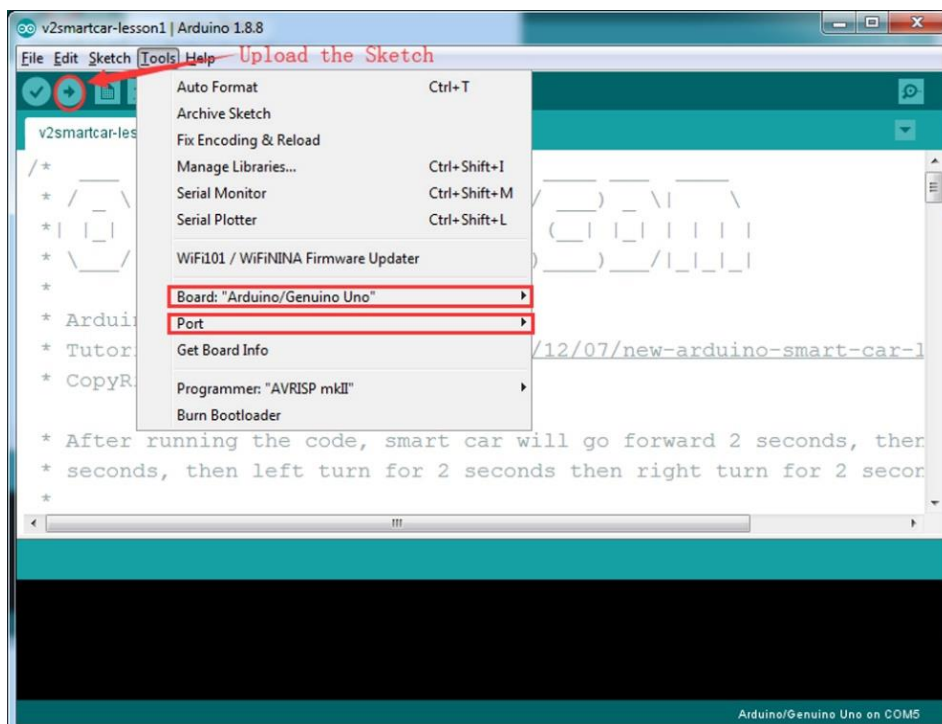 v2smartcar-lesson1 | Arduino 1.8.8
File Edit Sketch Tools Help
Upload the Sketch
Auto Format Ctrl+T
Archive Sketch
Fix Encoding & Reload
Manage Libraries... Ctrl+Shift+I
Serial Monitor Ctrl+Shift+M
Serial Plotter Ctrl+Shift+L
WiFi101 / WiFiNINA Firmware Updater
Board: "Arduino/Genuino Uno"
Port
Get Board Info
Programmer: "AVRISP mkII"
Burn Bootloader
v2smartcar-les
/*
* Ardui
* Tutor /12/07/new-arduino-smart-car-l
* CopyR
* After running the code, smart car will go forward 2 seconds, then
* seconds, then left turn for 2 seconds then right turn for 2 secon
*
Arduino/Genuino Uno on COM5